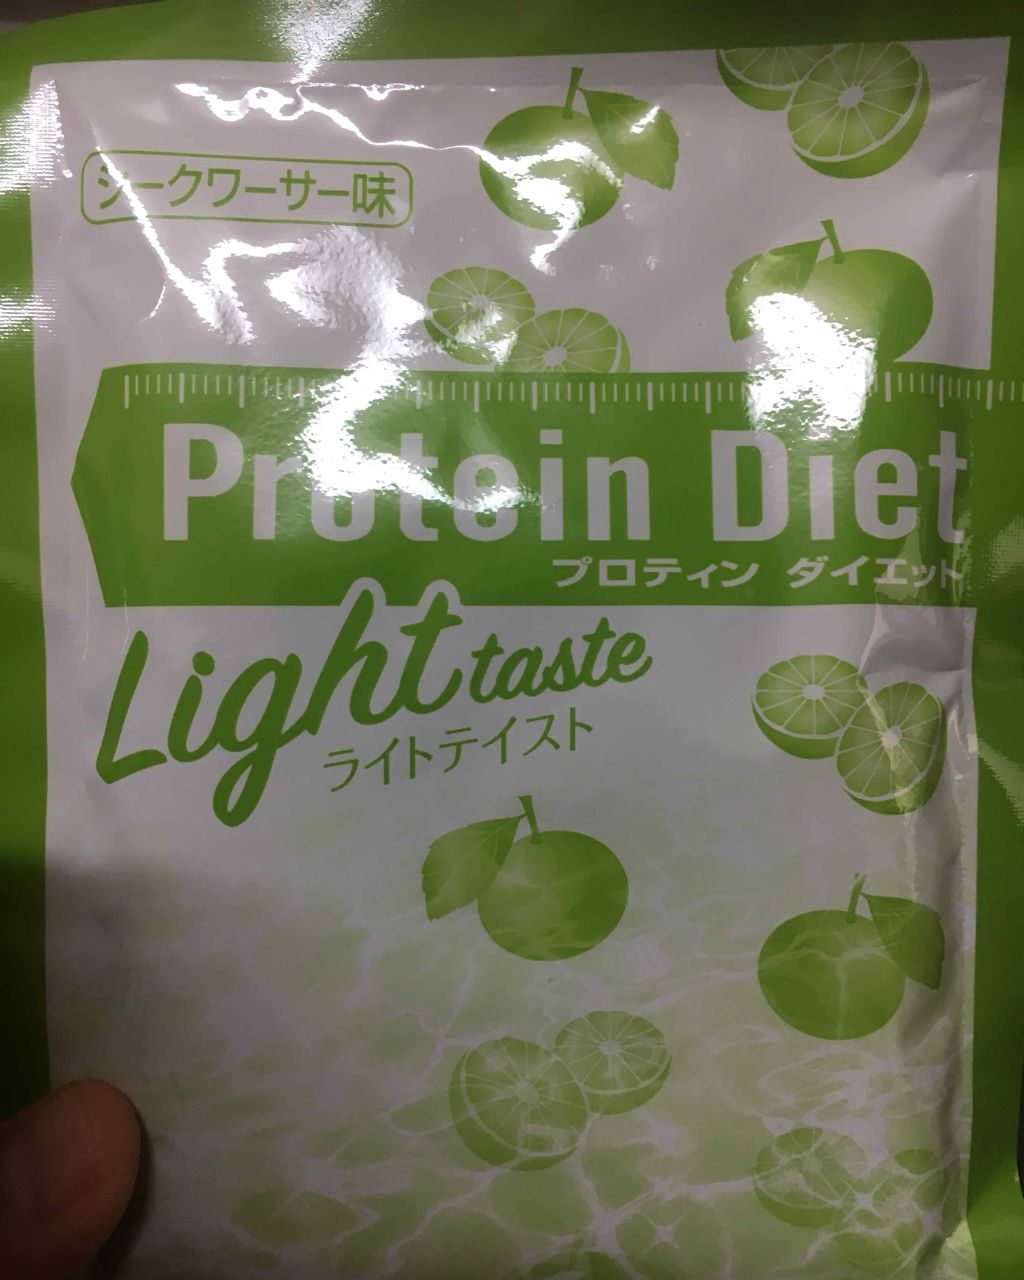 シークワーサー味
Protein Diet
プロティン ダイエット
Light taste
ライトテイスト